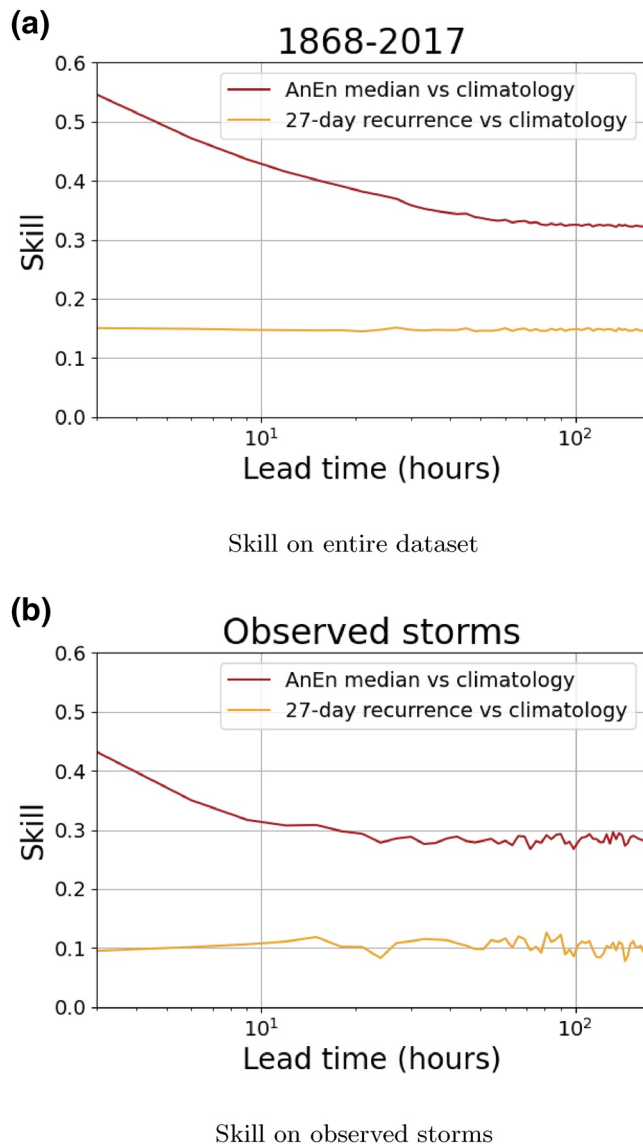 (a)
1868-2017
0.6
AnEn median vs climatology
27-day recurrence vs climatology
0.5
0.4
Skill
0.3
0.2
0.1
0.0
10¹
10²
Lead time (hours)
Skill on entire dataset
(b)
Observed storms
0.6
AnEn median vs climatology
27-day recurrence vs climatology
0.5
0.4
Skill
0.3
0.2
0.1
0.0
10¹
10²
Lead time (hours)
Skill on observed storms